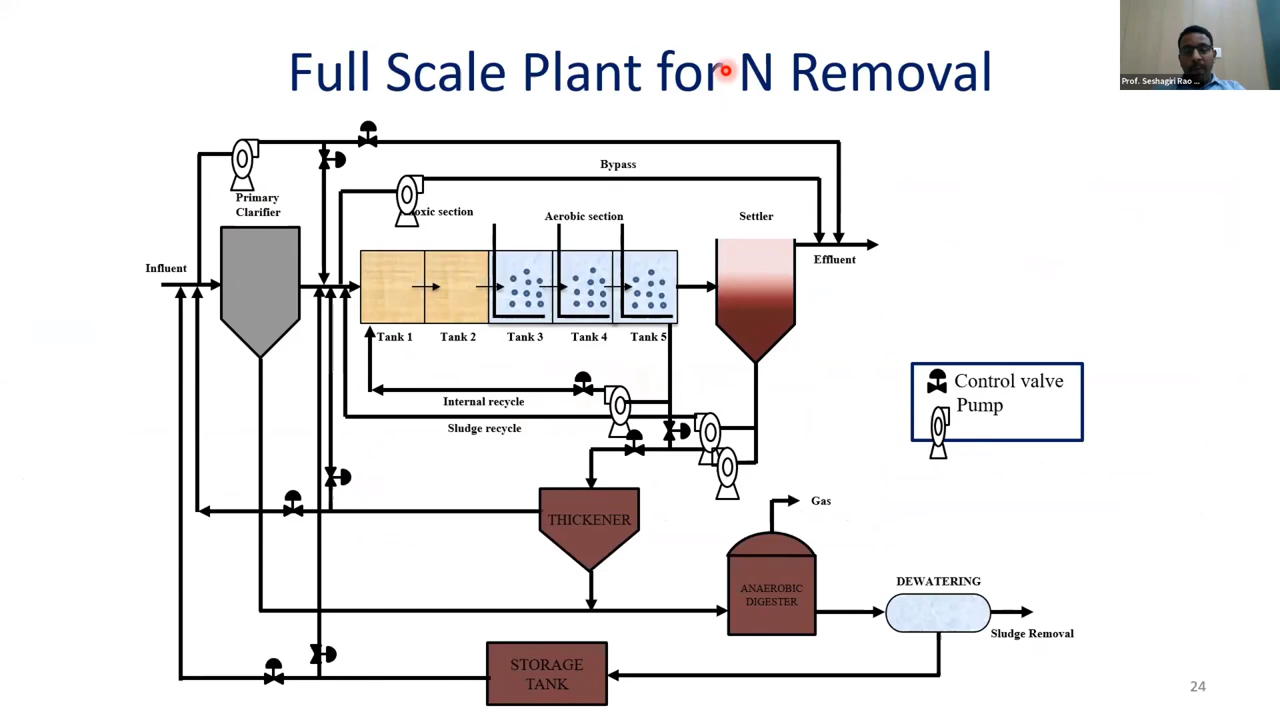 Full Scale Plant for N Removal
Prof. Seshagiri Rao ...
Bypass
Primary
Clarifier
oxic section
Aerobic section
Settler
Influent
Effluent
Tank 1
Tank 2
Tank 3
Tank 4
Tank 5
Control valve
Pump
Internal recycle
Sludge recycle
THICKENER
Gas
ANAEROBIC
DIGESTER
DEWATERING
Sludge Removal
STORAGE
TANK
24